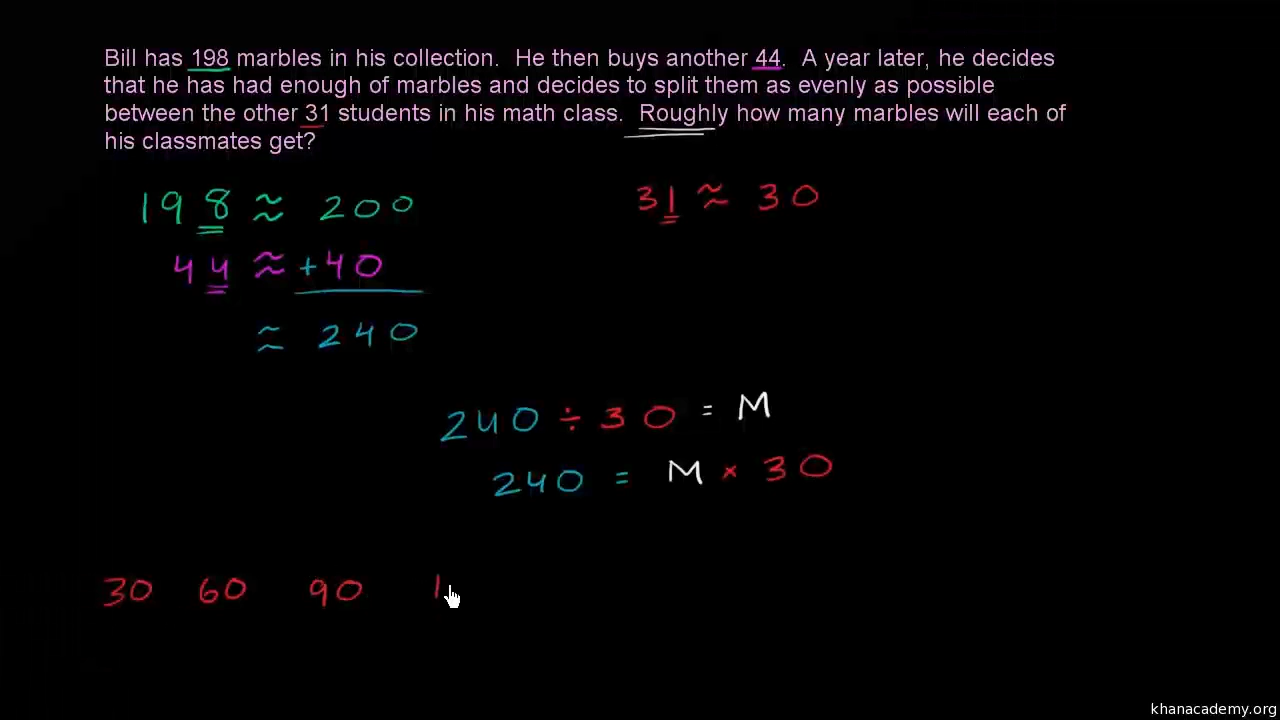 Bill has 198 marbles in his collection.  He then buys another 44.  A year later, he decides
that he has had enough of marbles and decides to split them as evenly as possible
between the other 31 students in his math class.  Roughly how many marbles will each of
his classmates get?
198 ≈ 200
31 ≈ 30
44 ≈ +40
≈ 240
240 ÷ 30 = M
240 = M × 30
30 60 90 1
khanacademy.org